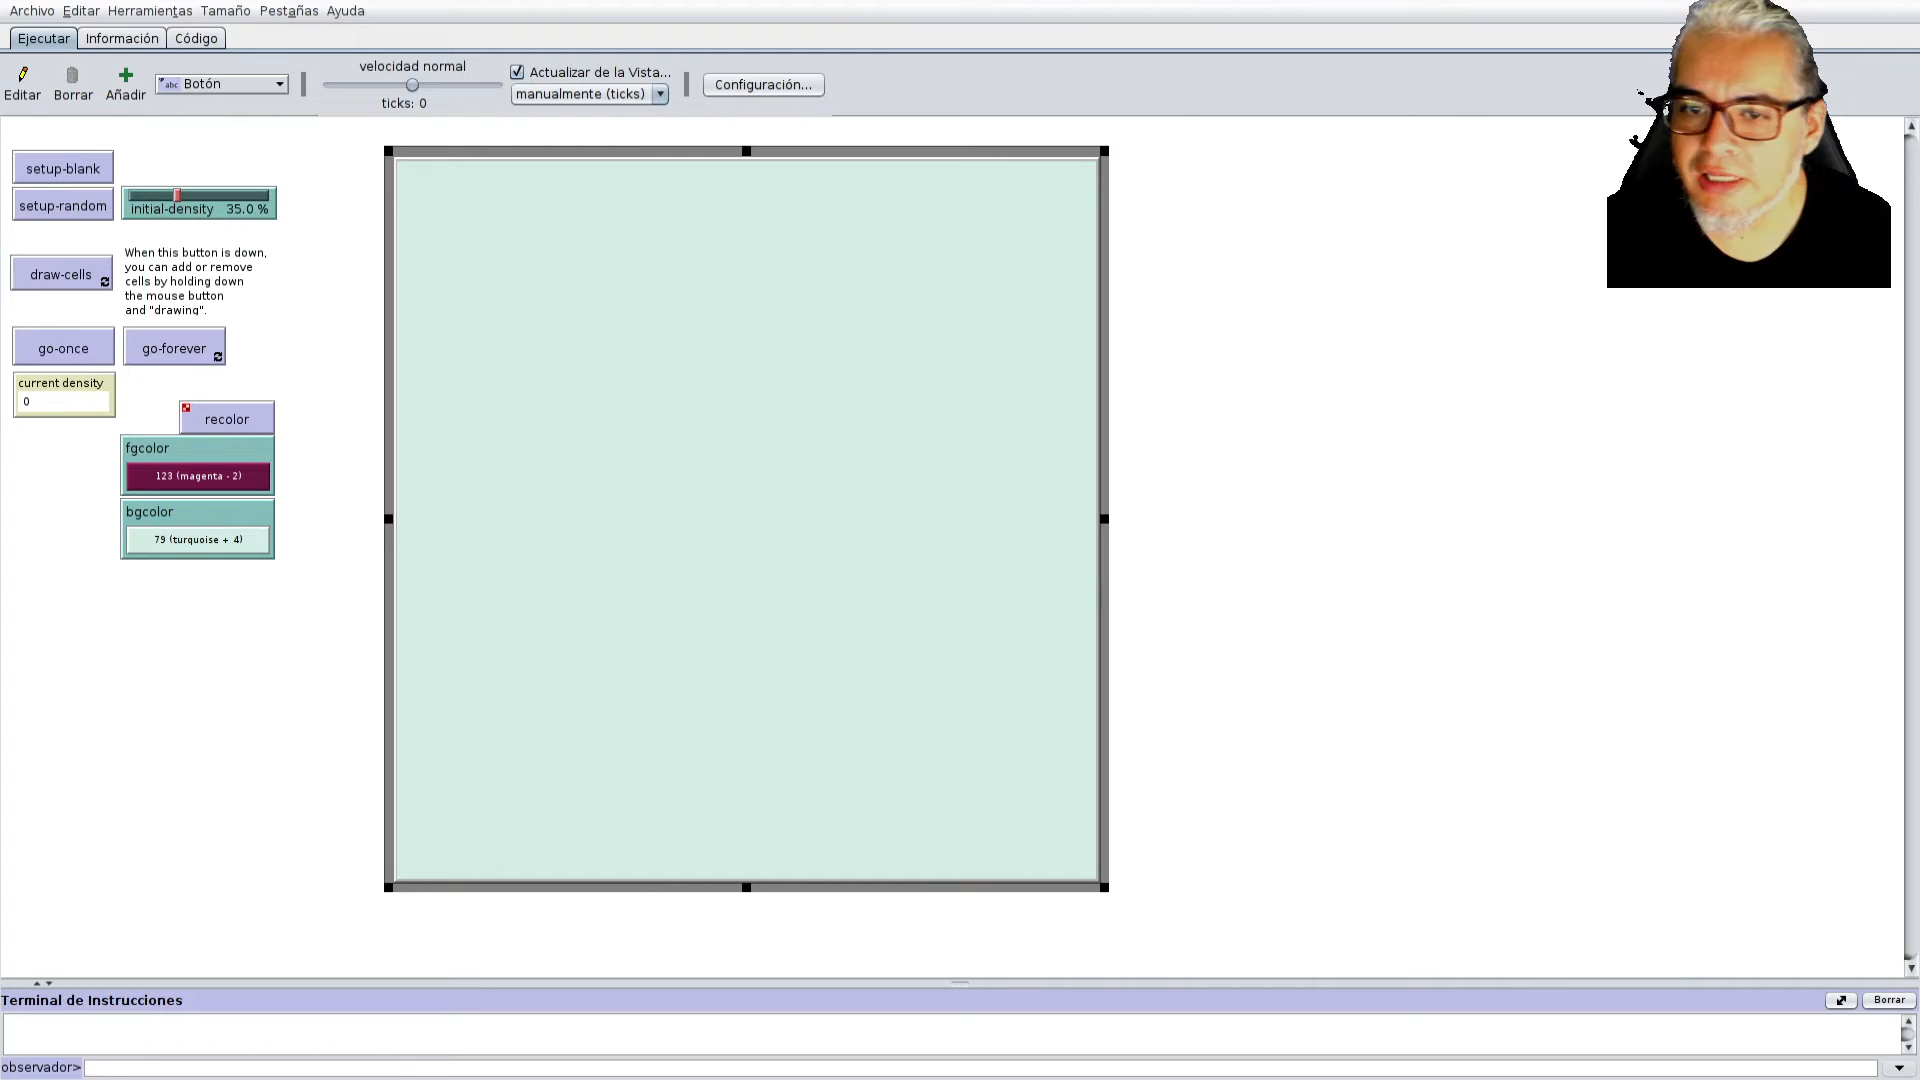 Archivo Editar Herramientas Tamaño Pestañas Ayuda
Ejecutar Información Código
Editar Borrar Añadir
abc Botón
velocidad normal
ticks: 0
Actualizar de la Vista...
manualmente (ticks)
Configuración...
setup-blank
setup-random
initial-density 35.0 %
draw-cells
When this button is down,
you can add or remove
cells by holding down
the mouse button
and "drawing".
go-once go-forever
current density
0
recolor
fgcolor
123 (magenta - 2)
bgcolor
79 (turquoise + 4)
Terminal de Instrucciones
Borrar
observador>